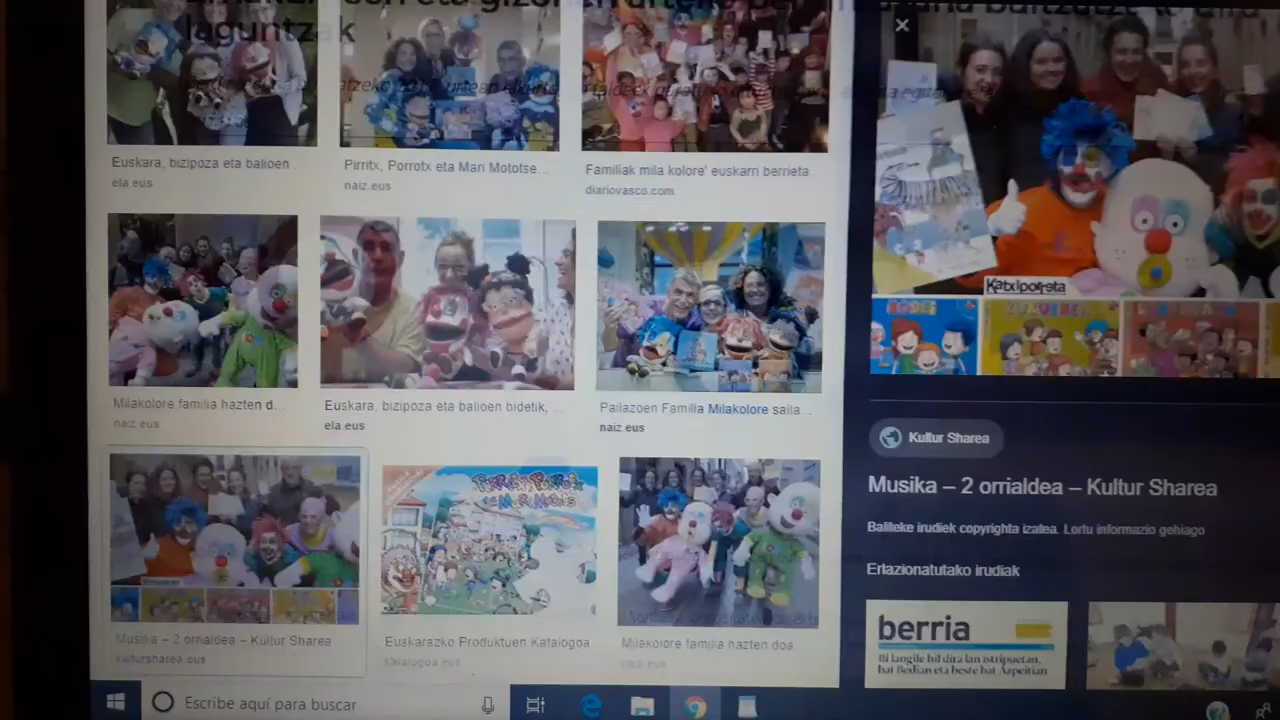 laguntzak
Euskara, bizipoza eta balioen
ela.eus
Pirritx, Porrotx eta Mari Mototse...
naiz.eus
Familiak mila kolore' euskarri berrieta
diariovasco.com
Katxiporreta
Milakolore familia hazten d...
naiz.eus
Euskara, bizipoza eta balioen bidetik, ...
ela.eus
Pailazoen Familia Milakolore saila...
naiz.eus
Kultur Sharea
Musika – 2 orrialdea – Kultur Sharea
Baliteke irudiek copyrighta izatea. Lortu informazio gehiago
Erlazionatutako irudiak
Musika – 2 orrialdea – Kultur Sharea
kultursharea.eus
Euskarazko Produktuen Katalogoa
katalogoa.eus
Milakolore familia hazten doa
naiz.eus
berria
Bi langile hil dira lan istripuetan,
bat Bedian eta beste bat Azpeitian
Escribe aquí para buscar